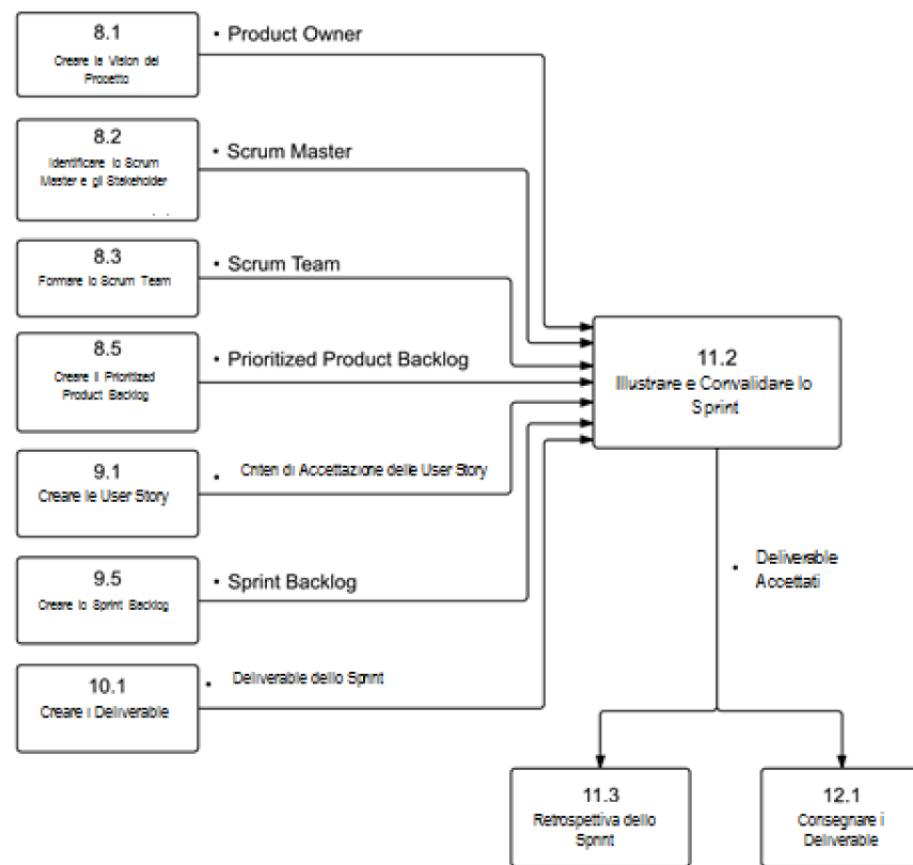 8.1
Creare la Vision del
Procetto
• Product Owner
8.2
Identificare lo Scrum
Master e gli Stakeholder
• Scrum Master
8.3
Formare lo Scrum Team
• Scrum Team
8.5
Creare il Prioritized
Product Backlog
• Prioritized Product Backlog
9.1
Creare le User Story
• Criteri di Accettazione delle User Story
9.5
Creare lo Sprint Backlog
• Sprint Backlog
10.1
Creare i Deliverable
• Deliverable dello Sprint
11.2
Illustrare e Convalidare lo
Sprint
• Deliverable
Accettati
11.3
Retrospettiva dello
Sprint
12.1
Consegnare i
Deliverable